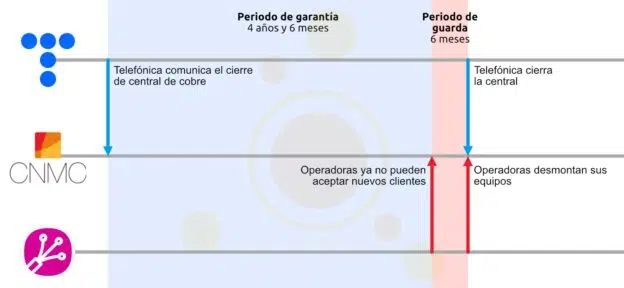 Periodo de garantía
4 años y 6 meses
Periodo de
guarda
6 meses
Telefónica comunica el cierre
de central de cobre
Telefónica cierra
la central
CNMC
Operadoras ya no pueden
aceptar nuevos clientes
Operadoras desmontan sus
equipos